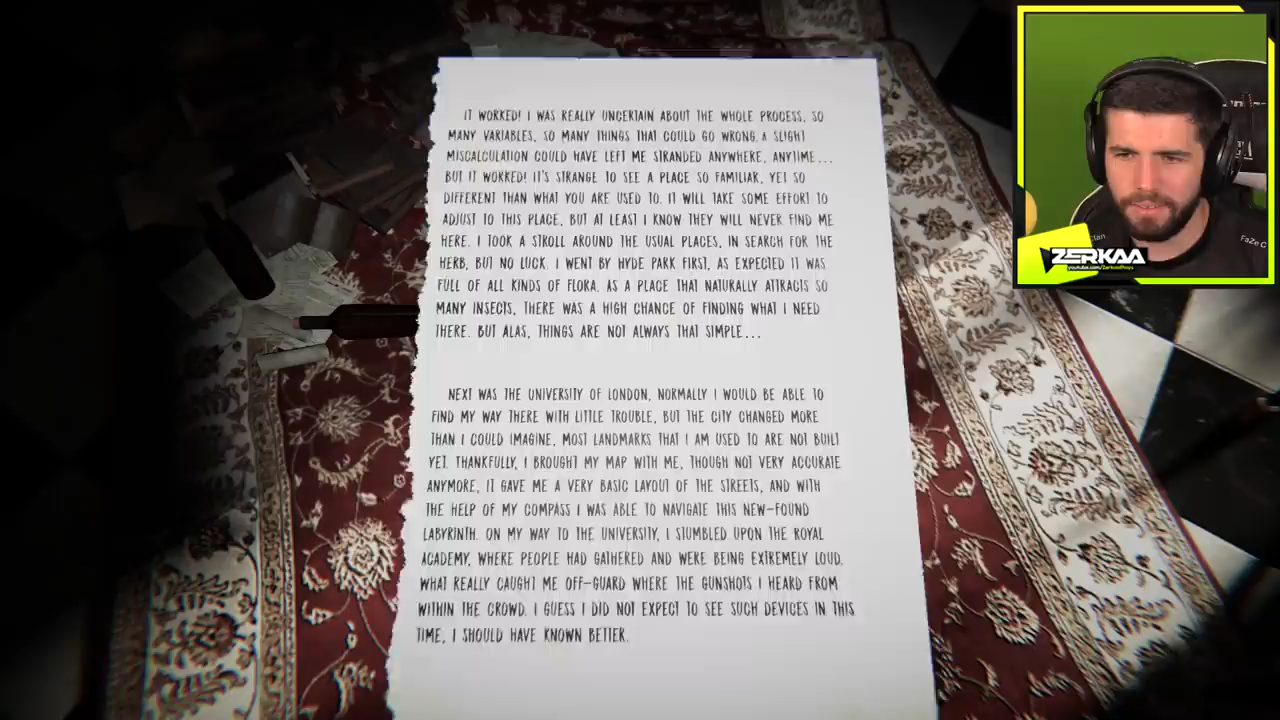 IT WORKED! I WAS REALLY UNCERTAIN ABOUT THE WHOLE PROCESS, SO
MANY VARIABLES, SO MANY THINGS THAT COULD GO WRONG. A SLIGHT
MISCALCULATION COULD HAVE LEFT ME STRANDED ANYWHERE, ANYTIME...
BUT IT WORKED! IT'S STRANGE TO SEE A PLACE SO FAMILIAR, YET SO
DIFFERENT THAN WHAT YOU ARE USED TO. IT WILL TAKE SOME EFFORT TO
ADJUST TO THIS PLACE, BUT AT LEAST I KNOW THEY WILL NEVER FIND ME
HERE. I TOOK A STROLL AROUND THE USUAL PLACES, IN SEARCH FOR THE
HERB, BUT NO LUCK. I WENT BY HYDE PARK FIRST, AS EXPECTED IT WAS
FULL OF ALL KINDS OF FLORA. AS A PLACE THAT NATURALLY ATTRACTS SO
MANY INSECTS, THERE WAS A HIGH CHANCE OF FINDING WHAT I NEED
THERE. BUT ALAS, THINGS ARE NOT ALWAYS THAT SIMPLE...
NEXT WAS THE UNIVERSITY OF LONDON, NORMALLY I WOULD BE ABLE TO
FIND MY WAY THERE WITH LITTLE TROUBLE, BUT THE CITY CHANGED MORE
THAN I COULD IMAGINE, MOST LANDMARKS THAT I AM USED TO ARE NOT BUILT
YET. THANKFULLY, I BROUGHT MY MAP WITH ME, THOUGH NOT VERY ACCURATE
ANYMORE, IT GAVE ME A VERY BASIC LAYOUT OF THE STREETS, AND WITH
THE HELP OF MY COMPASS I WAS ABLE TO NAVIGATE THIS NEW-FOUND
LABYRINTH. ON MY WAY TO THE UNIVERSITY, I STUMBLED UPON THE ROYAL
ACADEMY, WHERE PEOPLE HAD GATHERED AND WERE BEING EXTREMELY LOUD.
WHAT REALLY CAUGHT ME OFF-GUARD WHERE THE GUNSHOTS I HEARD FROM
WITHIN THE CROWD. I GUESS I DID NOT EXPECT TO SEE SUCH DEVICES IN THIS
TIME, I SHOULD HAVE KNOWN BETTER.
ZERKAA
youtube.com/ZerkaaPlays
FaZe C